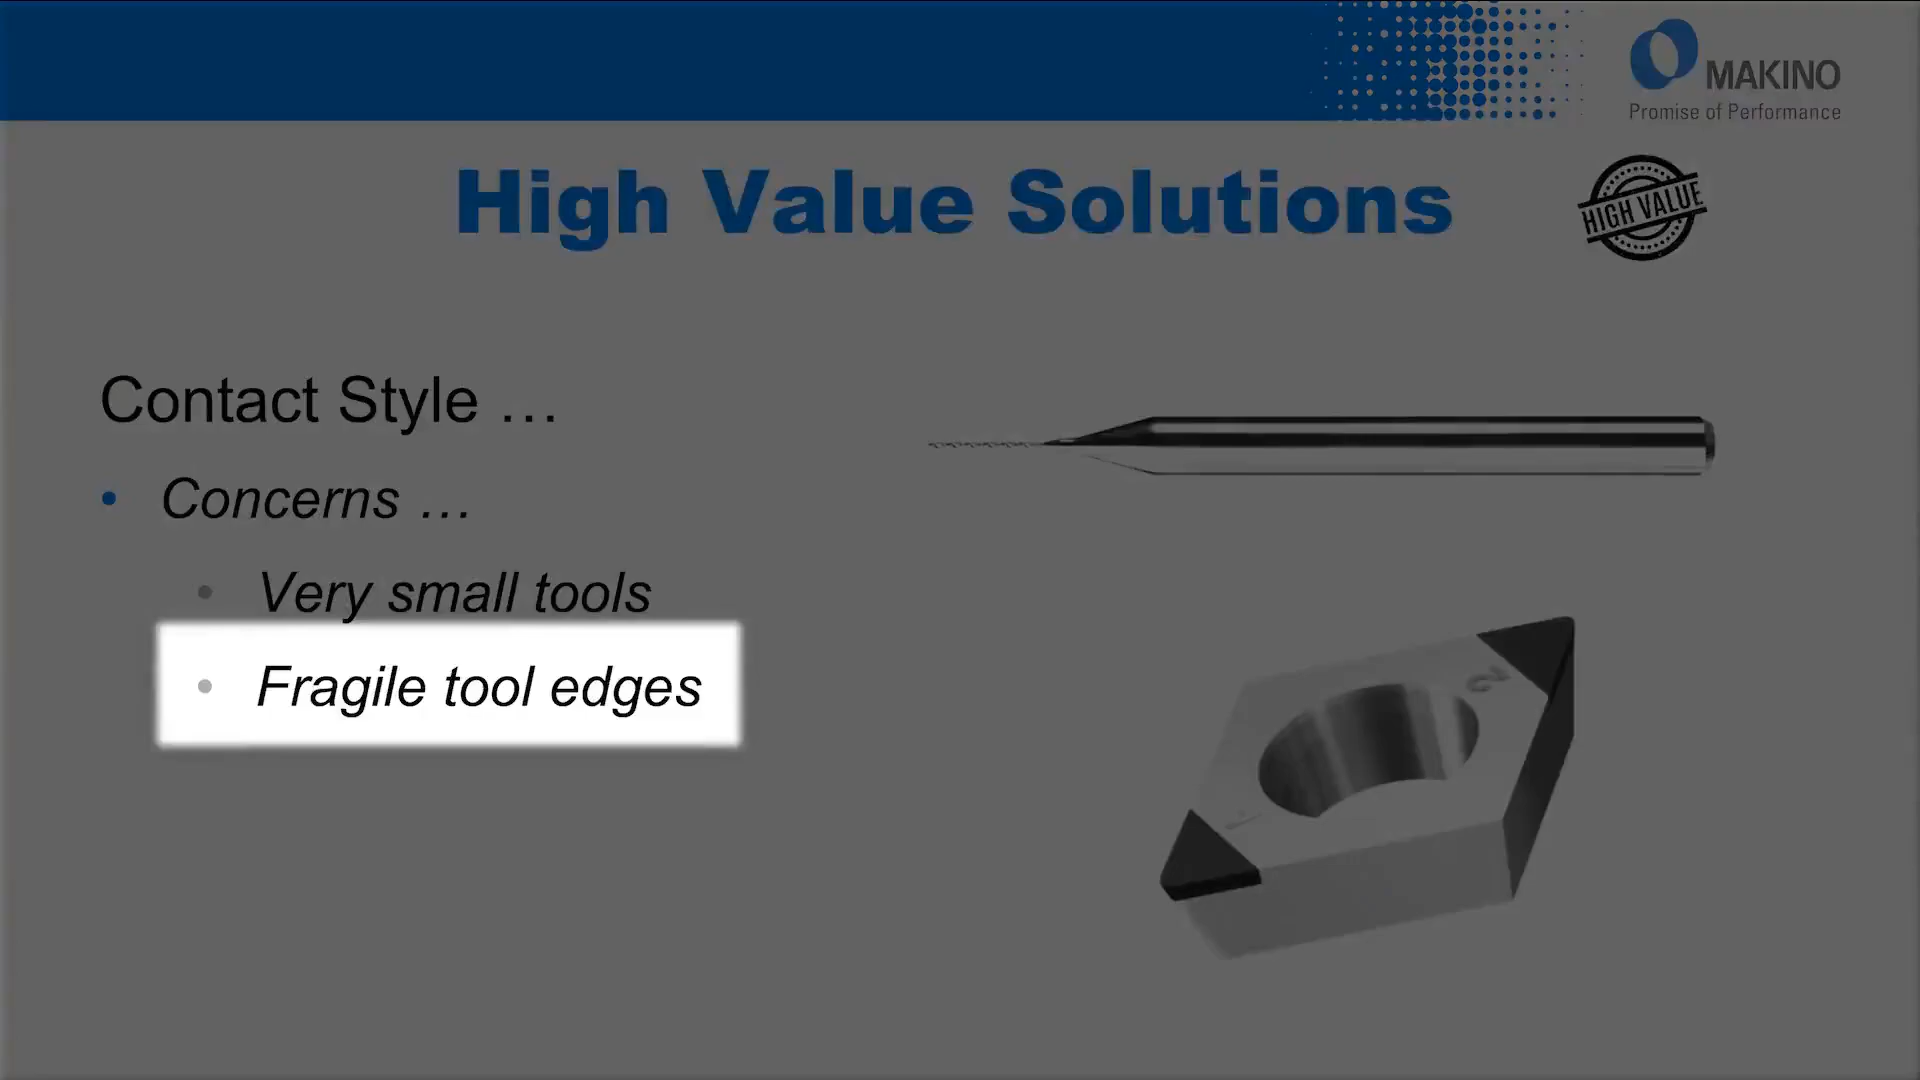 MAKINO
Promise of Performance
High Value Solutions
HIGH VALUE
Contact Style …
• Concerns …
• Very small tools
• Fragile tool edges